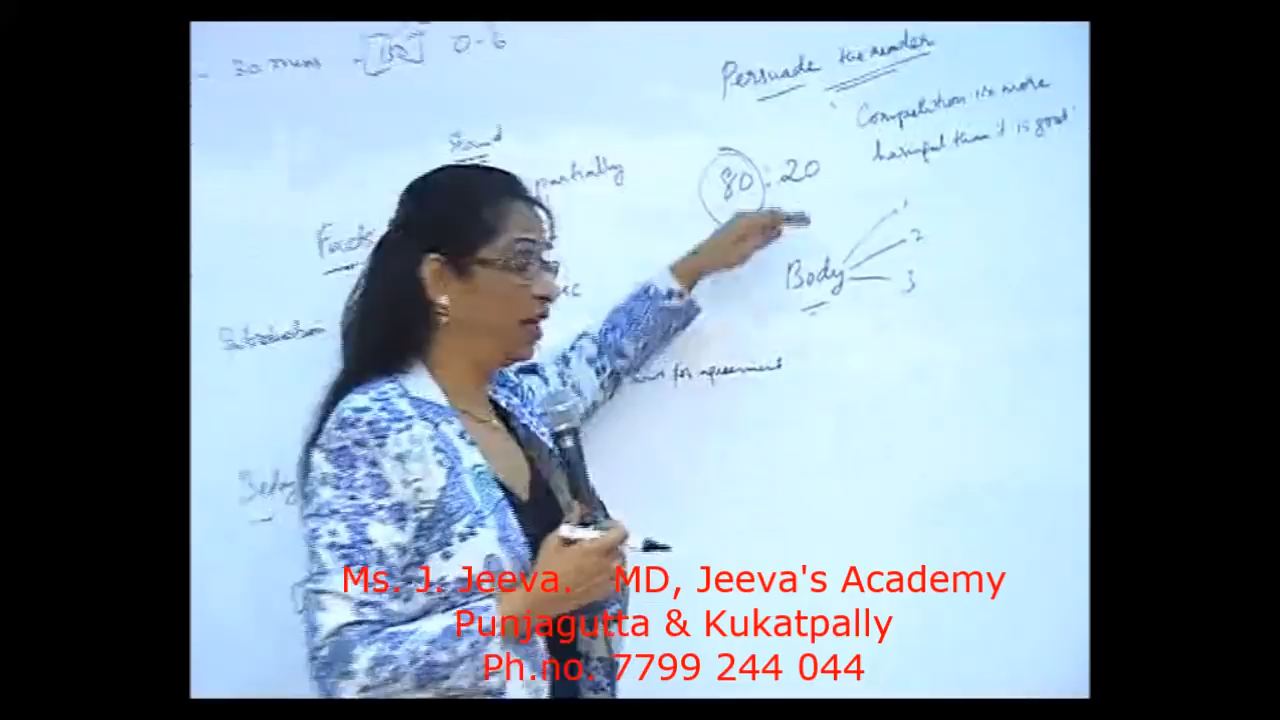 - 30 mins - 150 0-6
Persuade the reader
"Competition is more
harmful than it is good"
Stand
partially
80 : 20
Facts
1
2
Body
3
Introduction
for agreement
Body
Ms. J. Jeeva. MD, Jeeva's Academy
Punjagutta & Kukatpally
Ph.no. 7799 244 044